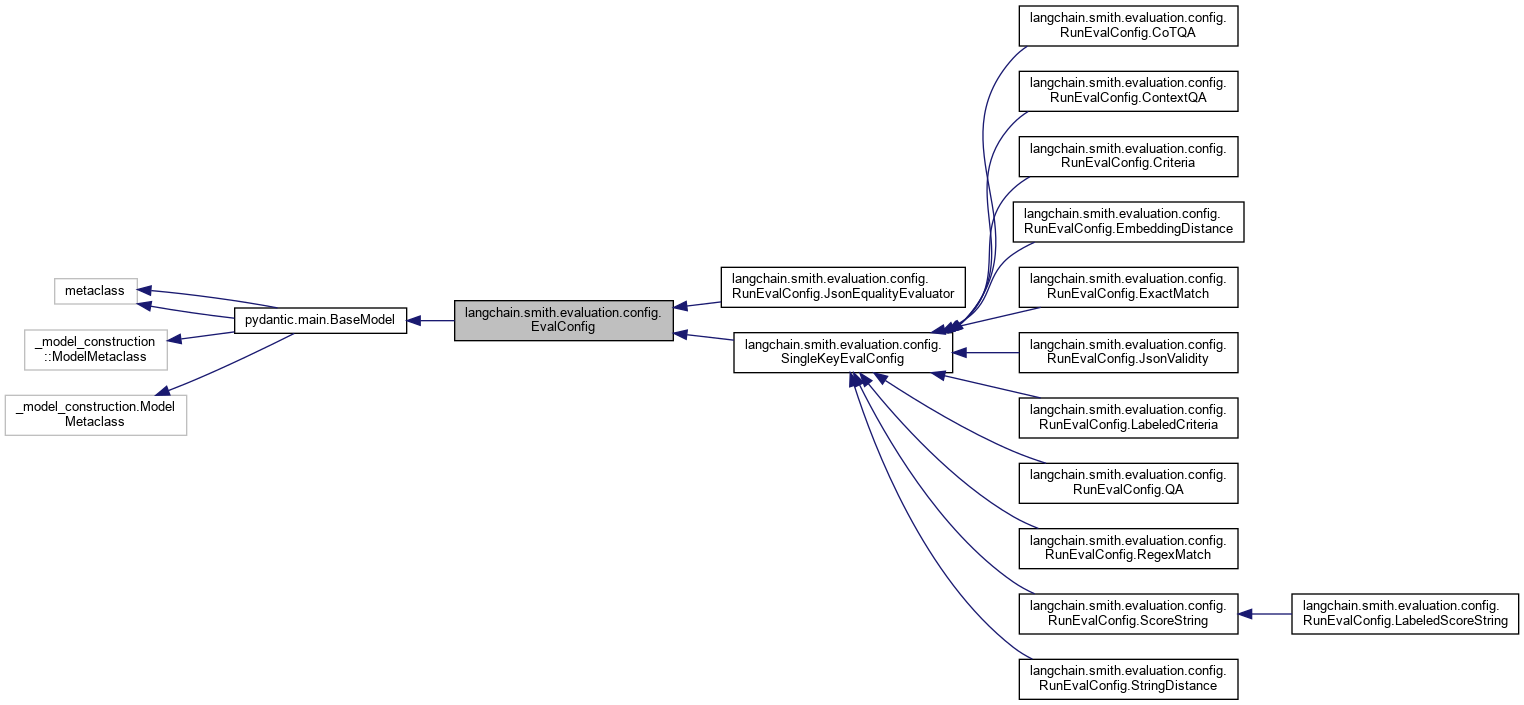 metaclass
_model_construction
::ModelMetaclass
_model_construction.Model
Metaclass
pydantic.main.BaseModel
langchain.smith.evaluation.config.
EvalConfig
langchain.smith.evaluation.config.
RunEvalConfig.JsonEqualityEvaluator
langchain.smith.evaluation.config.
SingleKeyEvalConfig
langchain.smith.evaluation.config.
RunEvalConfig.CoTQA
langchain.smith.evaluation.config.
RunEvalConfig.ContextQA
langchain.smith.evaluation.config.
RunEvalConfig.Criteria
langchain.smith.evaluation.config.
RunEvalConfig.EmbeddingDistance
langchain.smith.evaluation.config.
RunEvalConfig.ExactMatch
langchain.smith.evaluation.config.
RunEvalConfig.JsonValidity
langchain.smith.evaluation.config.
RunEvalConfig.LabeledCriteria
langchain.smith.evaluation.config.
RunEvalConfig.QA
langchain.smith.evaluation.config.
RunEvalConfig.RegexMatch
langchain.smith.evaluation.config.
RunEvalConfig.ScoreString
langchain.smith.evaluation.config.
RunEvalConfig.StringDistance
langchain.smith.evaluation.config.
RunEvalConfig.LabeledScoreString